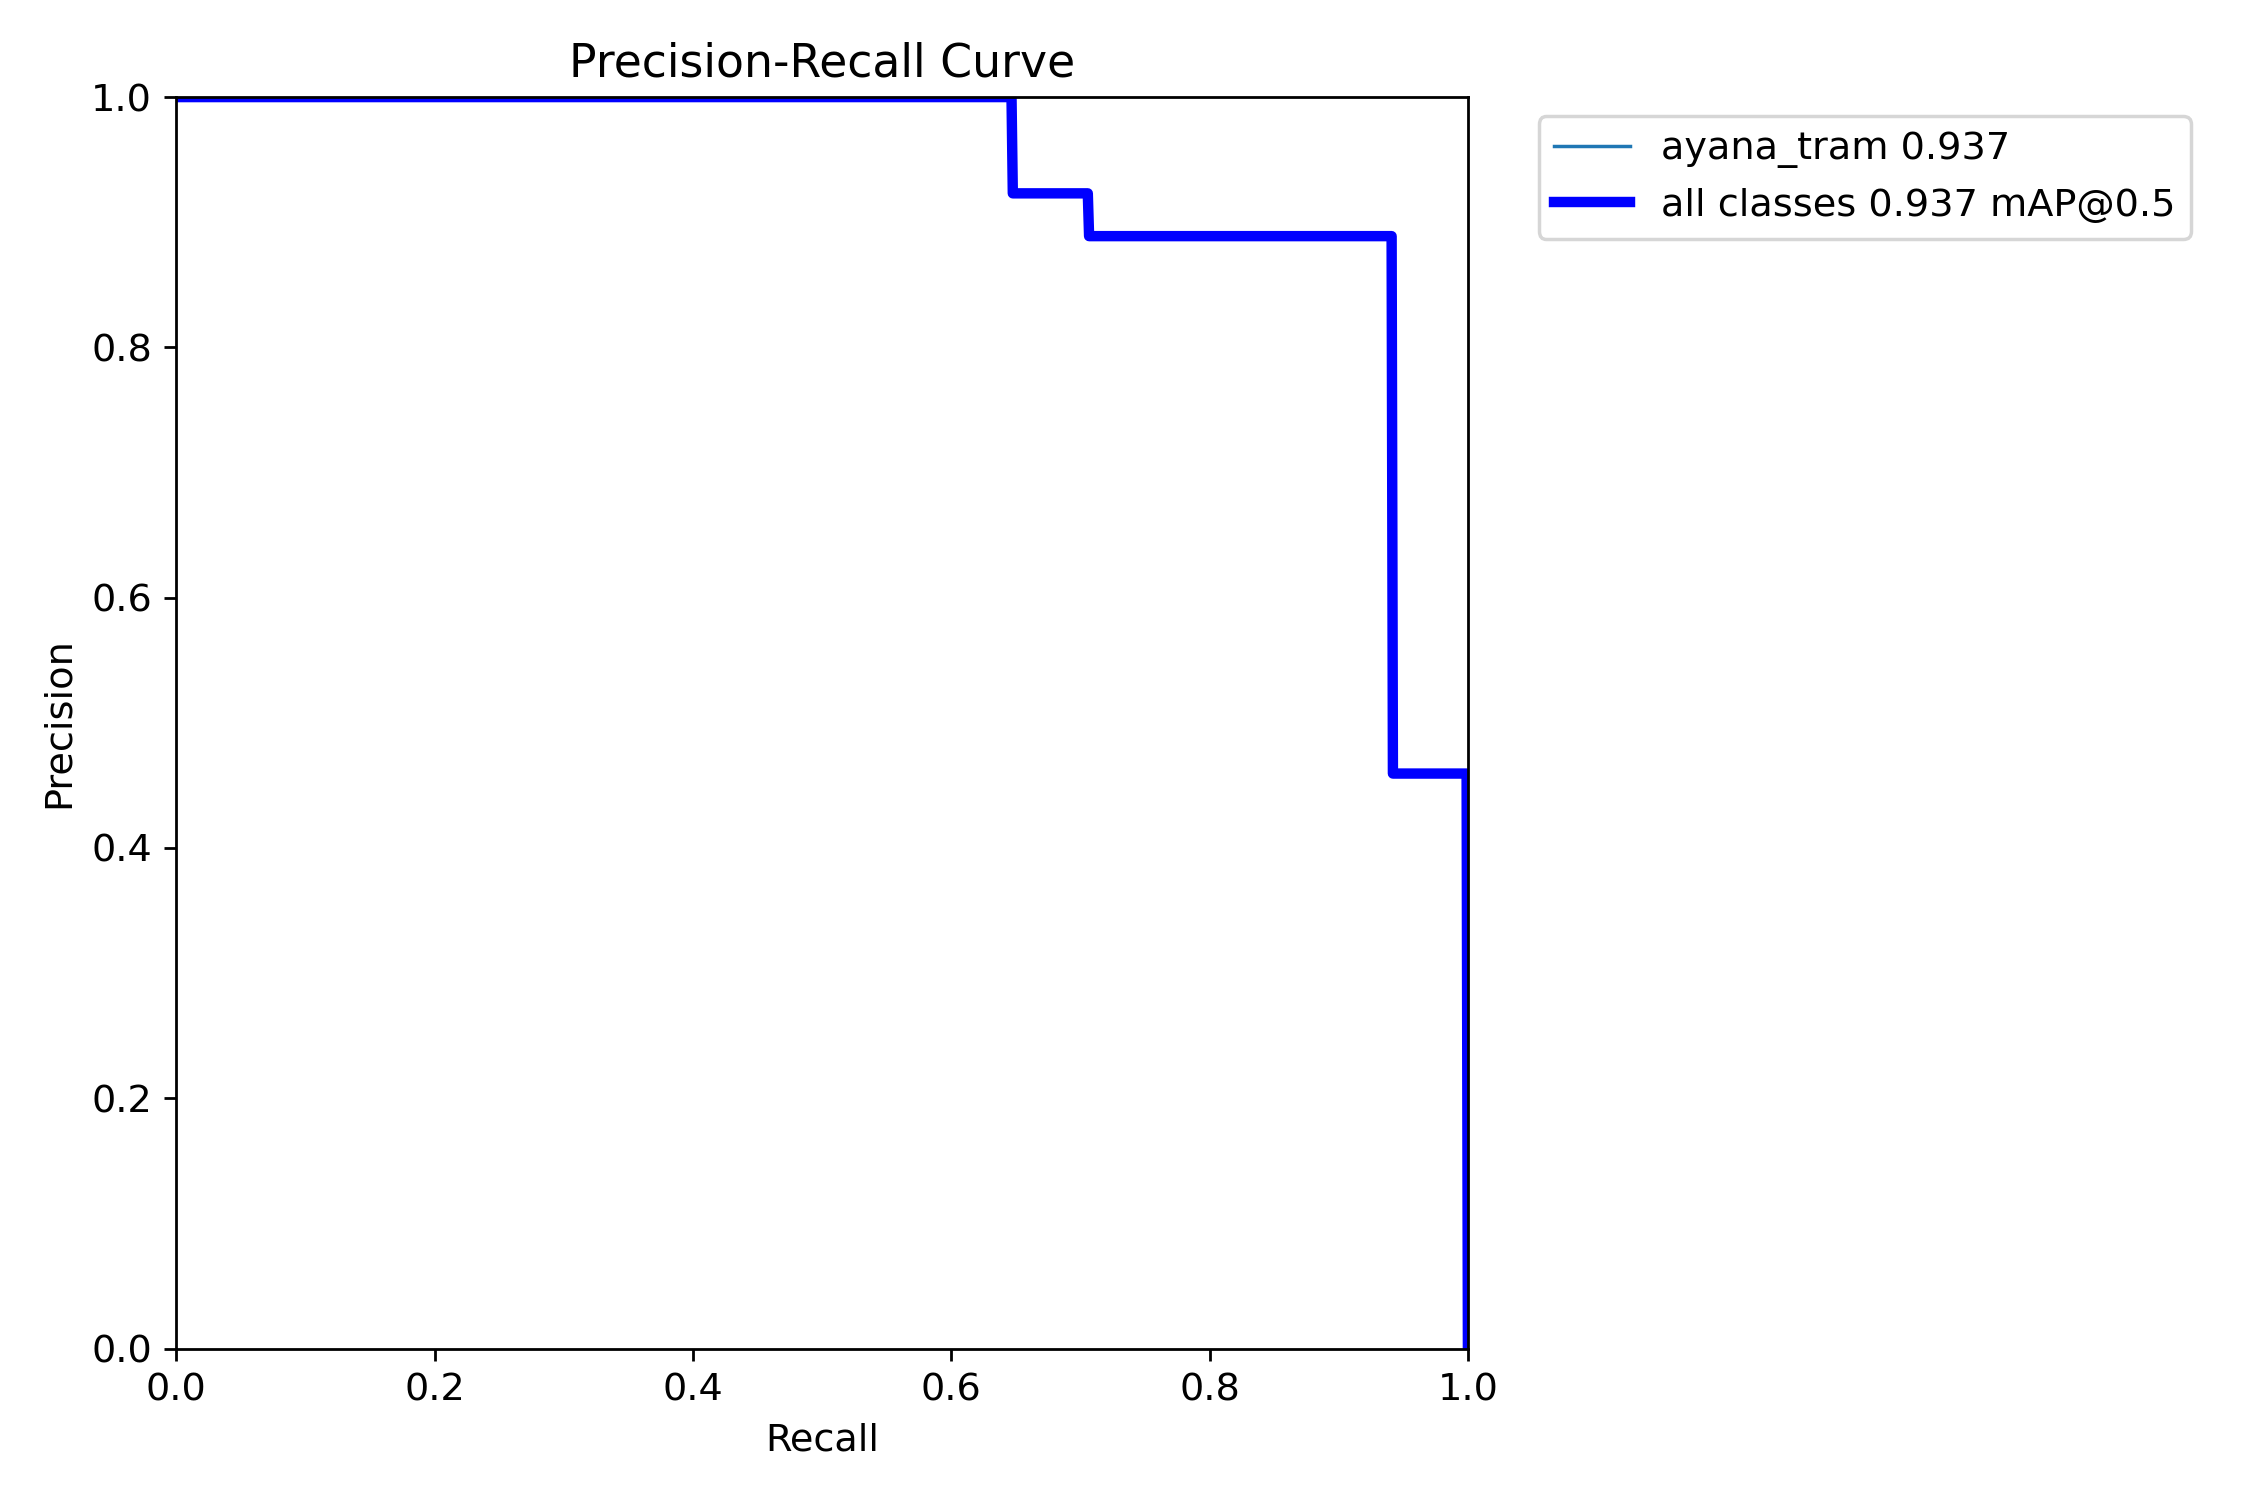 Precision-Recall Curve
1.0
0.8
0.6
0.4
0.2
0.0
Precision
0.0 0.2 0.4 0.6 0.8 1.0
Recall
ayana_tram 0.937
all classes 0.937 mAP@0.5